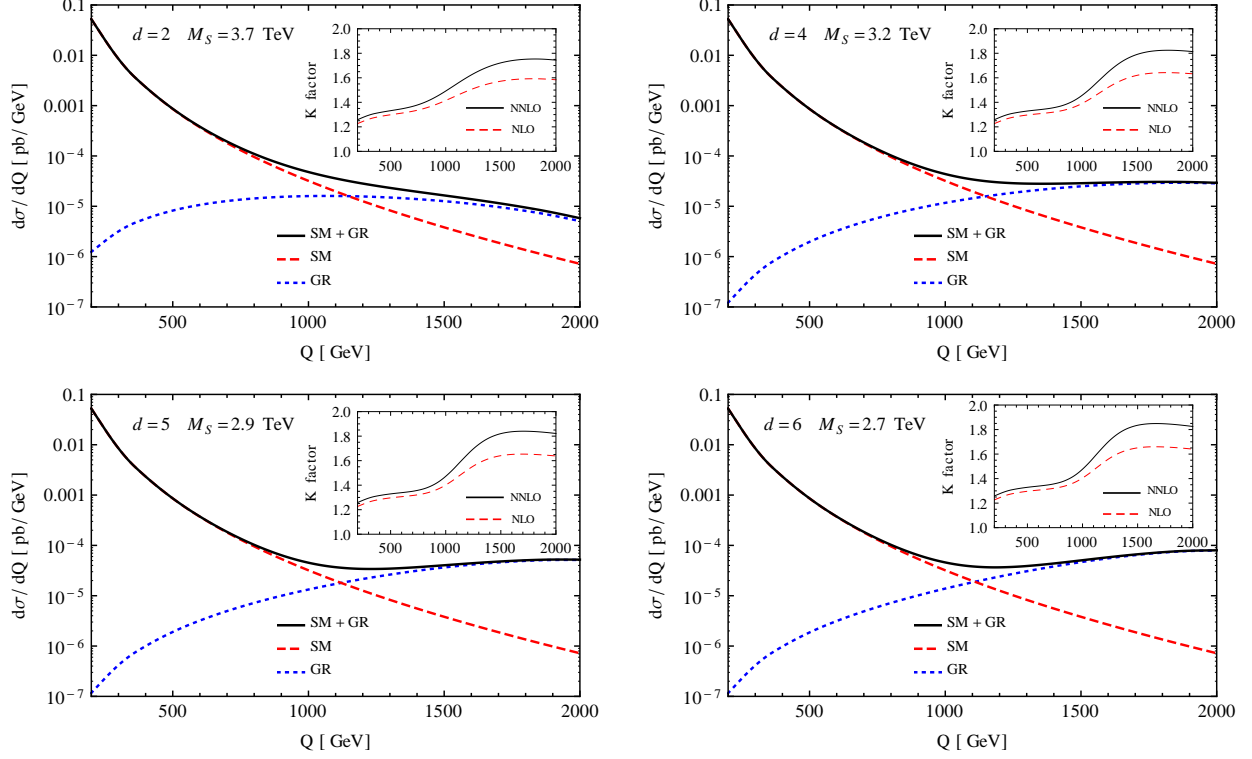 d = 2 M_S = 3.7 TeV
dσ/dQ [pb/GeV]
0.1
0.01
0.001
10^-4
10^-5
10^-6
10^-7
K factor
2.0
1.8
1.6
1.4
1.2
1.0
NNLO
NLO
500 1000 1500 2000
SM + GR
SM
GR
500 1000 1500 2000
Q [GeV]
d = 4 M_S = 3.2 TeV
dσ/dQ [pb/GeV]
0.1
0.01
0.001
10^-4
10^-5
10^-6
10^-7
K factor
2.0
1.8
1.6
1.4
1.2
1.0
NNLO
NLO
500 1000 1500 2000
SM + GR
SM
GR
500 1000 1500 2000
Q [GeV]
d = 5 M_S = 2.9 TeV
dσ/dQ [pb/GeV]
0.1
0.01
0.001
10^-4
10^-5
10^-6
10^-7
K factor
2.0
1.8
1.6
1.4
1.2
1.0
NNLO
NLO
500 1000 1500 2000
SM + GR
SM
GR
500 1000 1500 2000
Q [GeV]
d = 6 M_S = 2.7 TeV
dσ/dQ [pb/GeV]
0.1
0.01
0.001
10^-4
10^-5
10^-6
10^-7
K factor
2.0
1.8
1.6
1.4
1.2
1.0
NNLO
NLO
500 1000 1500 2000
SM + GR
SM
GR
500 1000 1500 2000
Q [GeV]